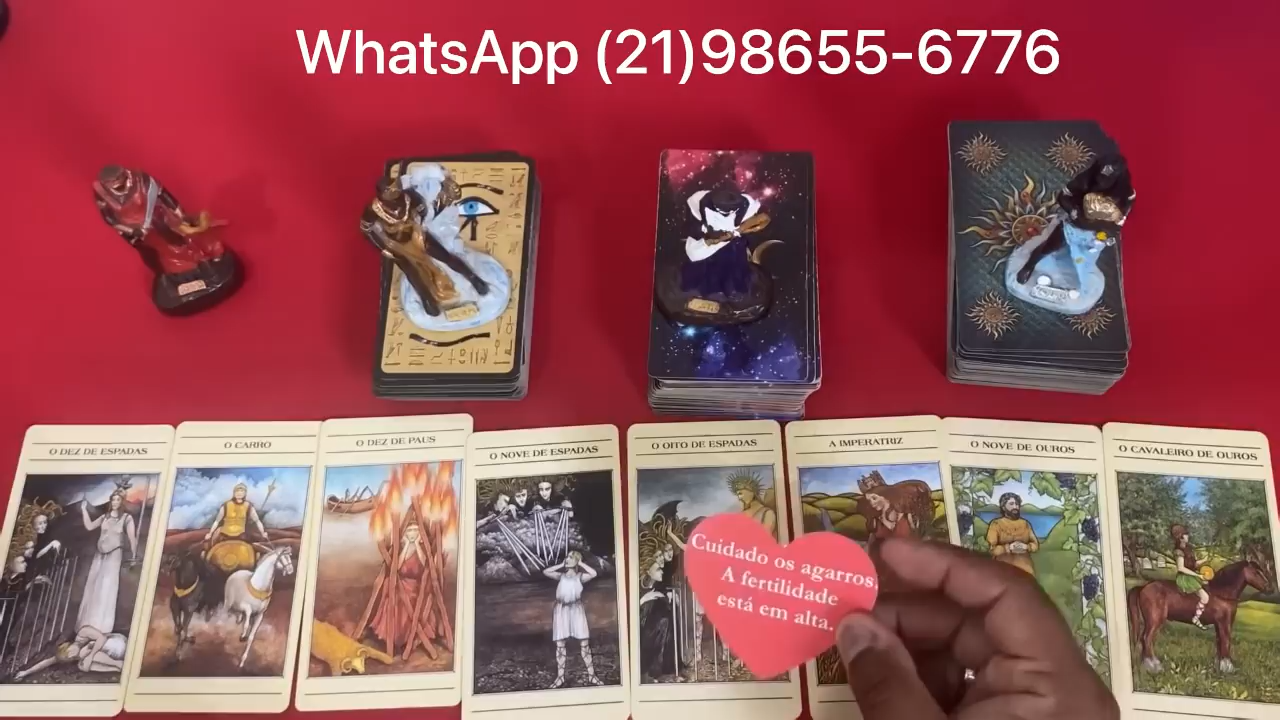 WhatsApp (21)98655-6776
O DEZ DE ESPADAS
O CARRO
O DEZ DE PAUS
O NOVE DE ESPADAS
O OITO DE ESPADAS
A IMPERATRIZ
O NOVE DE OUROS
O CAVALEIRO DE OUROS
Cuidado os agarros.
A fertilidade
está em alta.